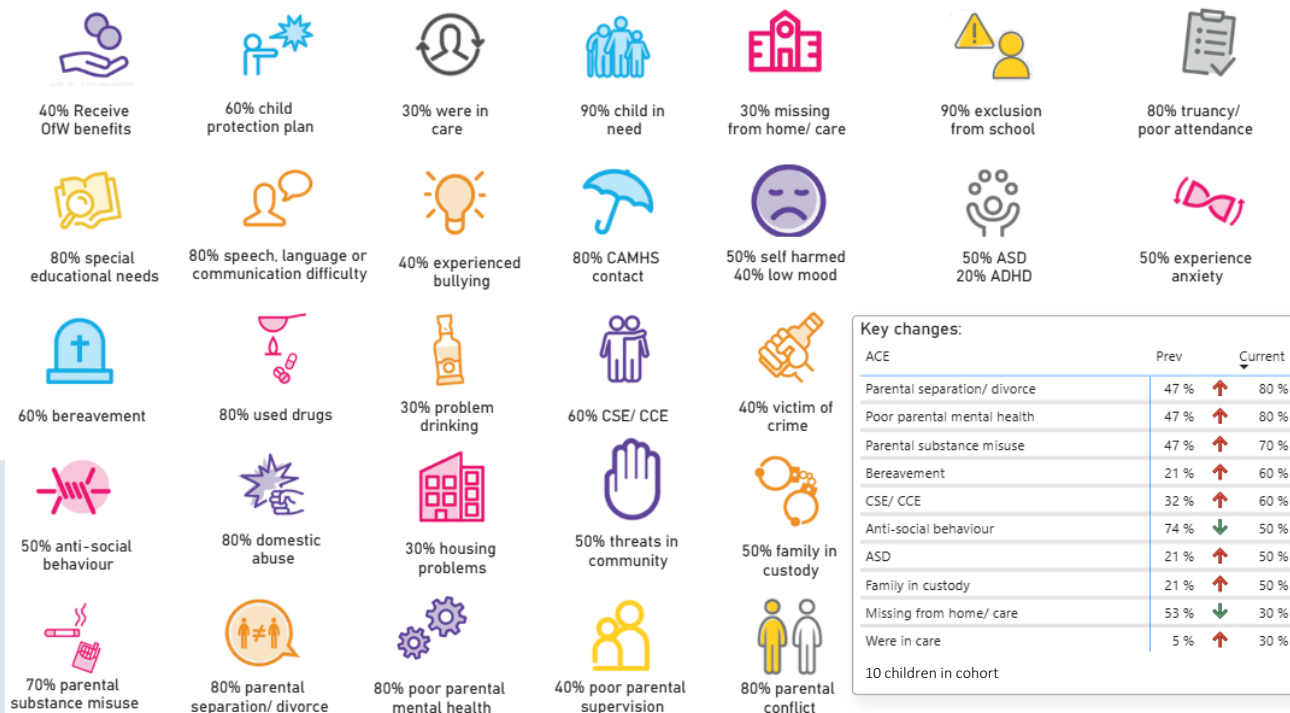 40% Receive
OfW benefits
60% child
protection plan
30% were in
care
90% child in
need
30% missing
from home/ care
90% exclusion
from school
80% truancy/
poor attendance
80% special
educational needs
80% speech, language or
communication difficulty
40% experienced
bullying
80% CAMHS
contact
50% self harmed
40% low mood
50% ASD
20% ADHD
50% experience
anxiety
60% bereavement
80% used drugs
30% problem
drinking
60% CSE/ CCE
40% victim of
crime
50% anti-social
behaviour
80% domestic
abuse
30% housing
problems
50% threats in
community
50% family in
custody
70% parental
substance misuse
80% parental
separation/ divorce
80% poor parental
mental health
40% poor parental
supervision
80% parental
conflict
Key changes:
ACE Prev Current
Parental separation/ divorce 47 % 80 %
Poor parental mental health 47 % 80 %
Parental substance misuse 47 % 70 %
Bereavement 21 % 60 %
CSE/ CCE 32 % 60 %
Anti-social behaviour 74 % 50 %
ASD 21 % 50 %
Family in custody 21 % 50 %
Missing from home/ care 53 % 30 %
Were in care 5 % 30 %
10 children in cohort